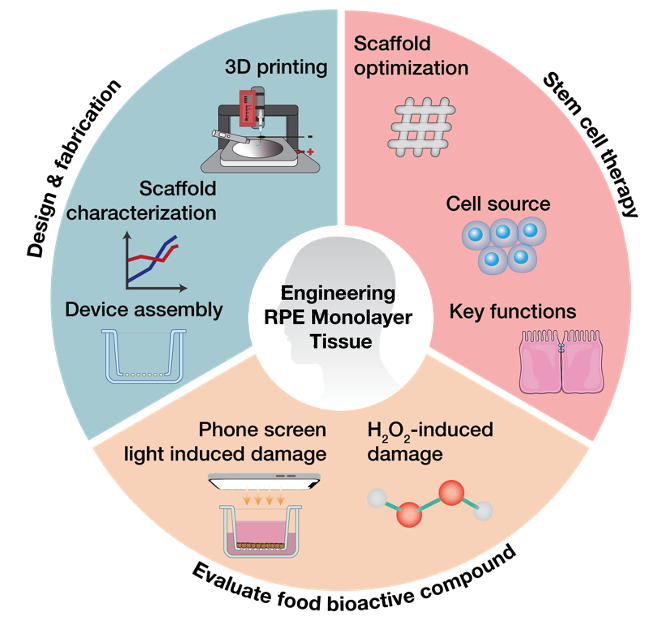 Design & fabrication
3D printing
Scaffold
characterization
Device assembly
Stem cell therapy
Scaffold
optimization
Cell source
Key functions
Engineering
RPE Monolayer
Tissue
Phone screen
light induced damage
H₂O₂-induced
damage
Evaluate food bioactive compound
-
+